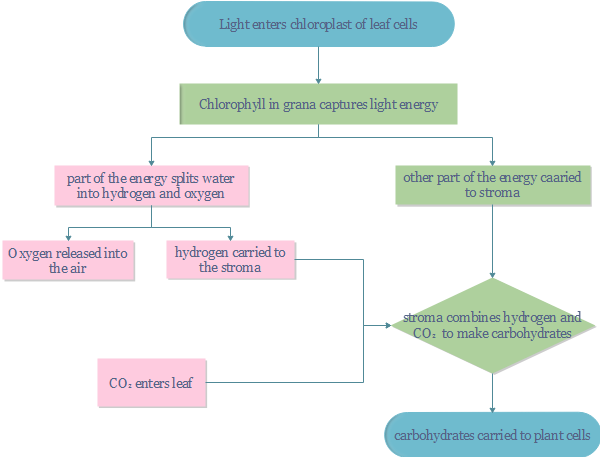 Light enters chloroplast of leaf cells
Chlorophyll in grana captures light energy
part of the energy splits water
into hydrogen and oxygen
other part of the energy caaried
to stroma
Oxygen released into
the air
hydrogen carried to
the stroma
stroma combines hydrogen and
CO₂ to make carbohydrates
CO₂ enters leaf
carbohydrates carried to plant cells